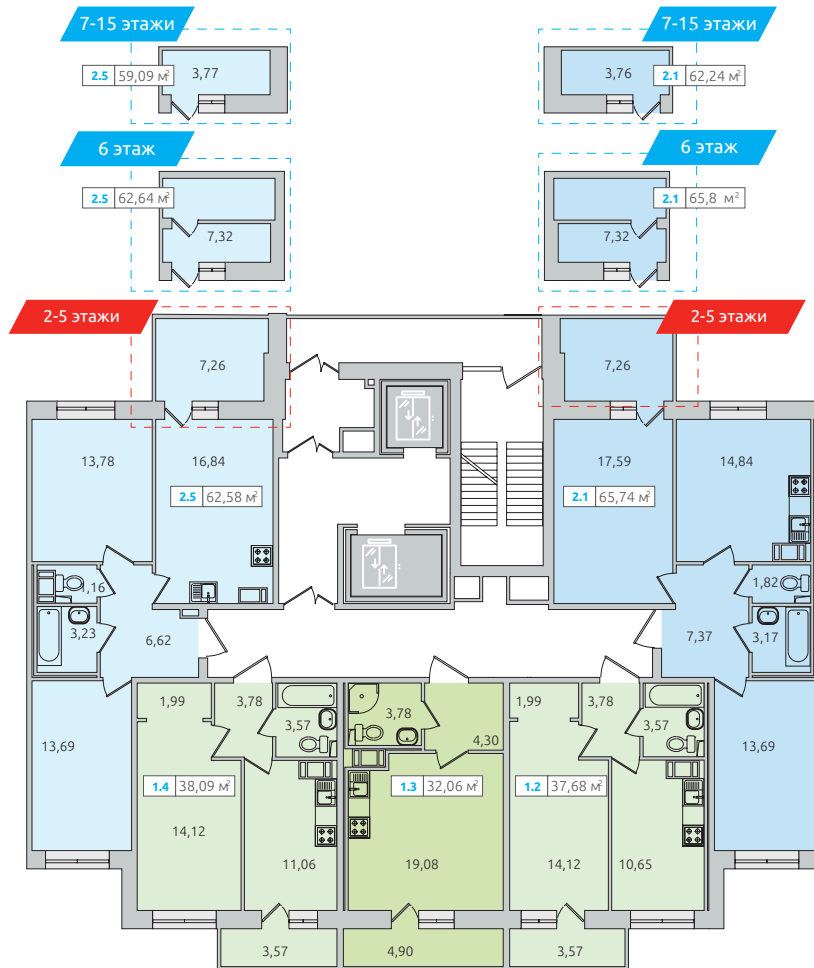 7-15 этажи
7-15 этажи
2.5 59,09 м²
3,77
3,76
2.1 62,24 м²
6 этаж
6 этаж
2.5 62,64 м²
7,32
2.1 65,8 м²
7,32
2-5 этажи
2-5 этажи
7,26
7,26
13,78
16,84
17,59
14,84
2.5 62,58 м²
2.1 65,74 м²
1,16
1,82
3,23
6,62
7,37
3,17
1,99
3,78
3,57
3,78
4,30
1,99
3,78
3,57
13,69
13,69
1.4 38,09 м²
1.3 32,06 м²
1.2 37,68 м²
14,12
11,06
19,08
14,12
10,65
3,57
4,90
3,57